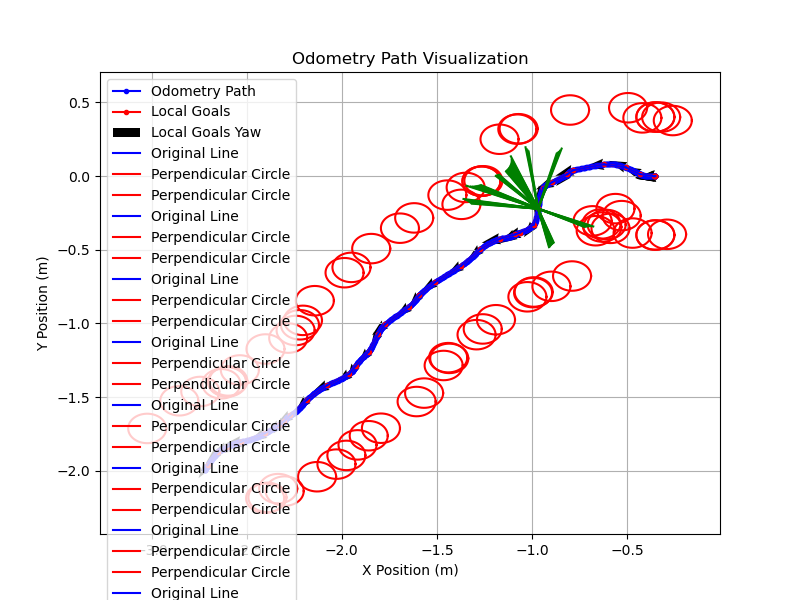 Odometry Path Visualization
Y Position (m)
0.5
0.0
−0.5
−1.0
−1.5
−2.0
Odometry Path
Local Goals
Local Goals Yaw
Original Line
Perpendicular Circle
Perpendicular Circle
Original Line
Perpendicular Circle
Perpendicular Circle
Original Line
Perpendicular Circle
Perpendicular Circle
Original Line
Perpendicular Circle
Perpendicular Circle
Original Line
Perpendicular Circle
Perpendicular Circle
Original Line
Perpendicular Circle
Perpendicular Circle
Original Line
Perpendicular Circle
Perpendicular Circle
Original Line
−2.0 −1.5 −1.0 −0.5
X Position (m)